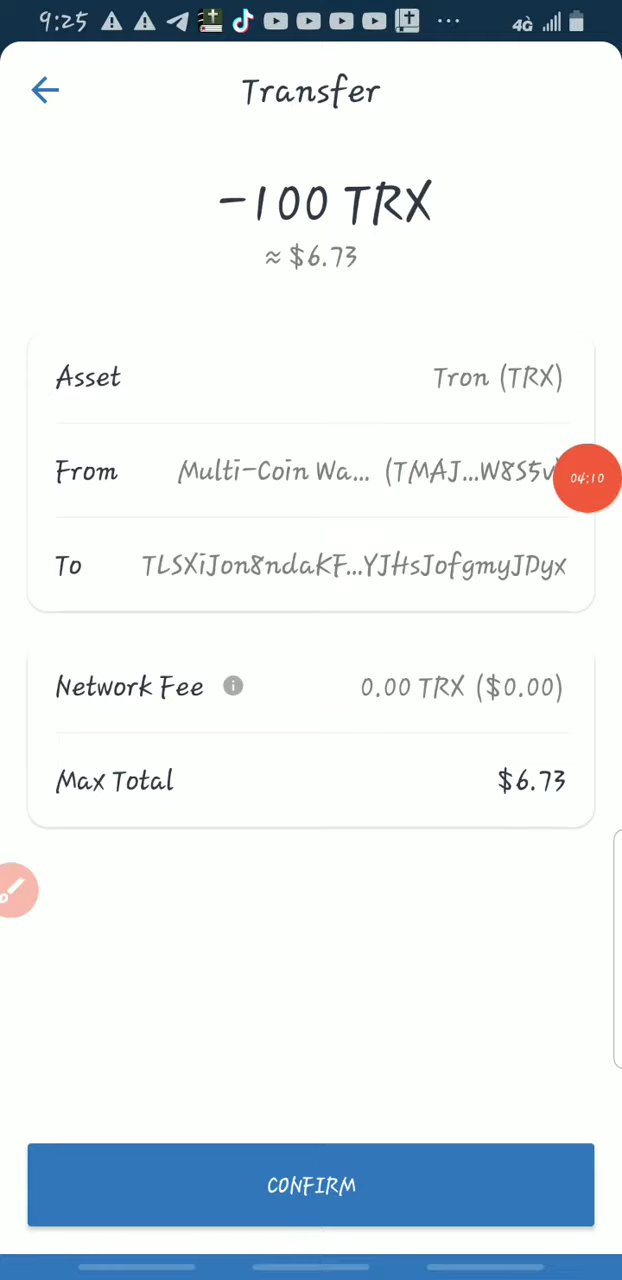 9:25 ... 4G
Transfer
-100 TRX
≈ $6.73
Asset Tron (TRX)
From Multi-Coin Wa... (TMAJ...W8S5v
04:10
To TLSXiJon8ndaKF...YJHsJofgmyJDyx
Network Fee i 0.00 TRX ($0.00)
Max Total $6.73
CONFIRM